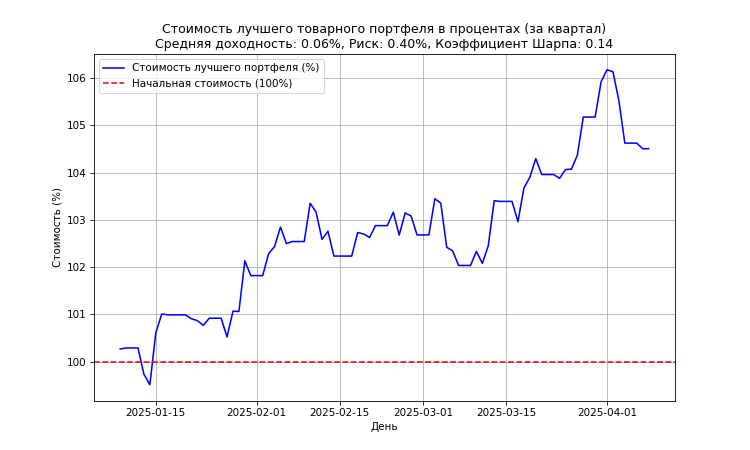 Стоимость лучшего товарного портфеля в процентах (за квартал)
Средняя доходность: 0.06%, Риск: 0.40%, Коэффициент Шарпа: 0.14
Стоимость лучшего портфеля (%)
Начальная стоимость (100%)
Стоимость (%)
106
105
104
103
102
101
100
2025-01-15
2025-02-01
2025-02-15
2025-03-01
2025-03-15
2025-04-01
День